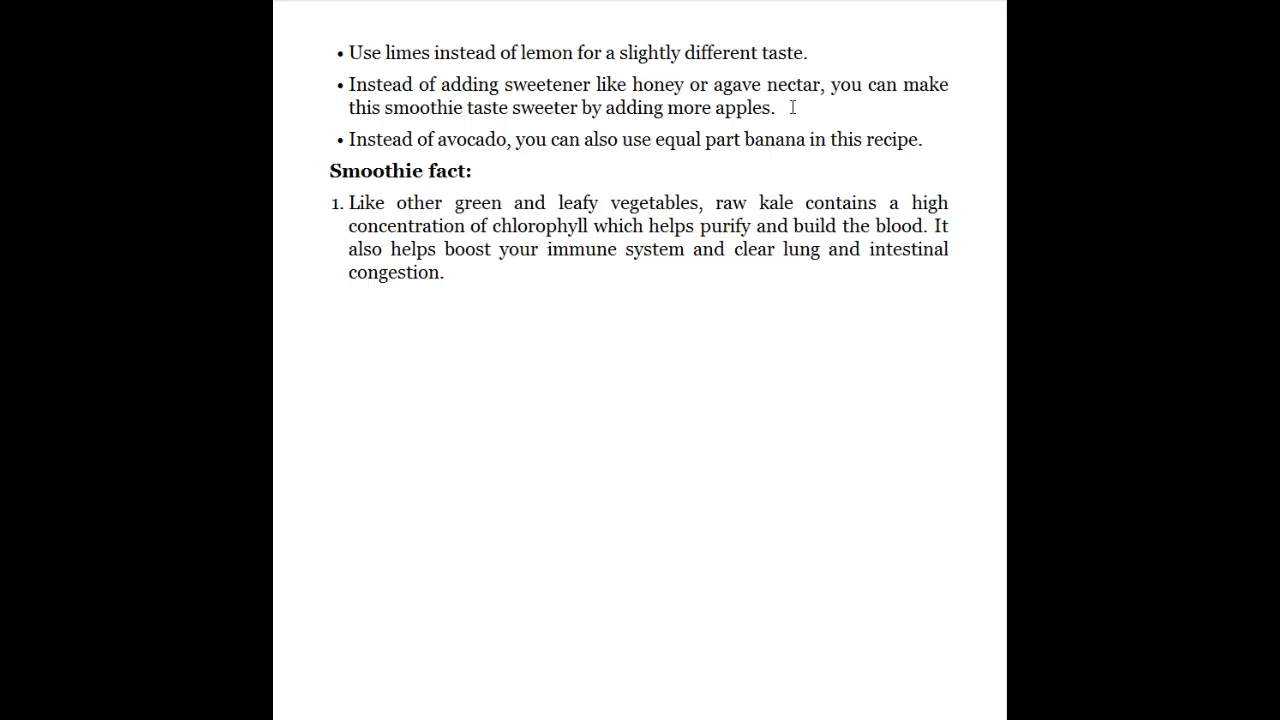 • Use limes instead of lemon for a slightly different taste.
• Instead of adding sweetener like honey or agave nectar, you can make
this smoothie taste sweeter by adding more apples.
• Instead of avocado, you can also use equal part banana in this recipe.
Smoothie fact:
1. Like other green and leafy vegetables, raw kale contains a high
concentration of chlorophyll which helps purify and build the blood. It
also helps boost your immune system and clear lung and intestinal
congestion.